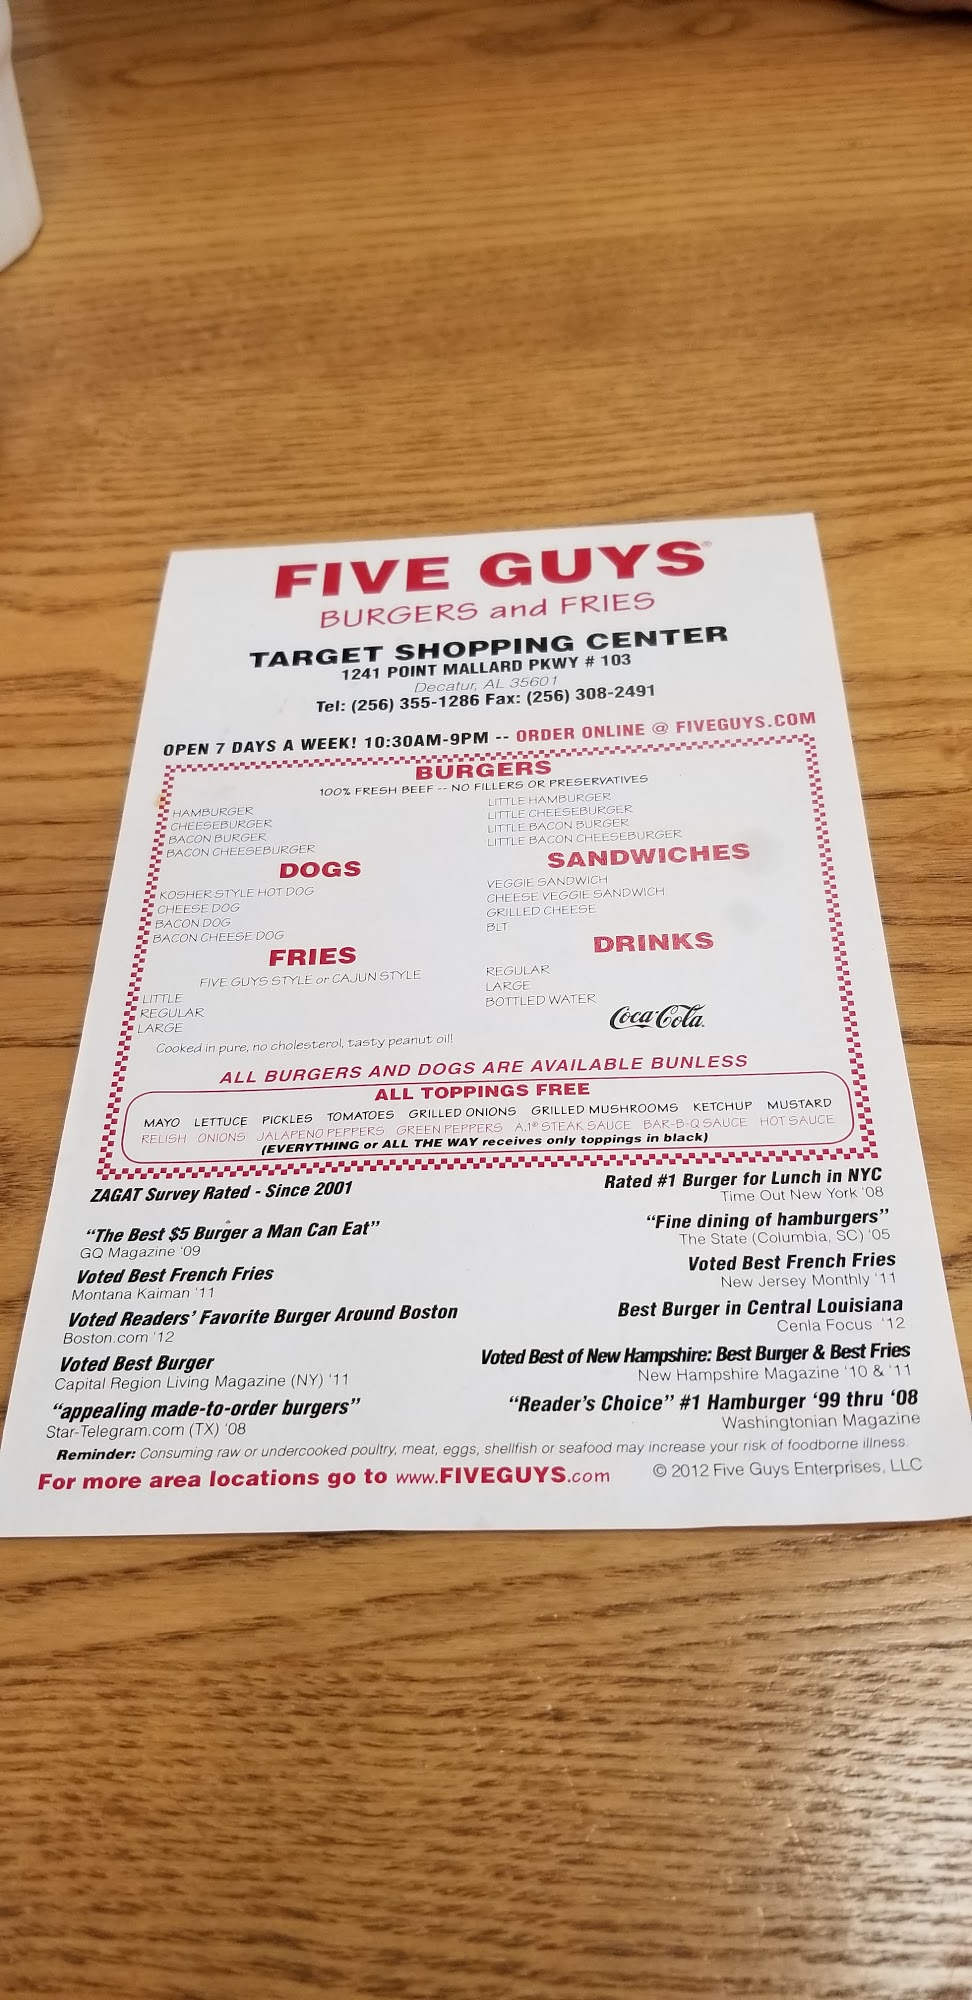 FIVE GUYS®
BURGERS and FRIES
TARGET SHOPPING CENTER
1241 POINT MALLARD PKWY # 103
Decatur, AL 35601
Tel: (256) 355-1286 Fax: (256) 308-2491
OPEN 7 DAYS A WEEK! 10:30AM-9PM -- ORDER ONLINE @ FIVEGUYS.COM
BURGERS
100% FRESH BEEF -- NO FILLERS OR PRESERVATIVES
HAMBURGER
CHEESEBURGER
BACON BURGER
BACON CHEESEBURGER
LITTLE HAMBURGER
LITTLE CHEESEBURGER
LITTLE BACON BURGER
LITTLE BACON CHEESEBURGER
DOGS
KOSHER STYLE HOT DOG
CHEESE DOG
BACON DOG
BACON CHEESE DOG
SANDWICHES
VEGGIE SANDWICH
CHEESE VEGGIE SANDWICH
GRILLED CHEESE
BLT
FRIES
FIVE GUYS STYLE or CAJUN STYLE
LITTLE
REGULAR
LARGE
Cooked in pure, no cholesterol, tasty peanut oil!
DRINKS
REGULAR
LARGE
BOTTLED WATER
Coca-Cola
ALL BURGERS AND DOGS ARE AVAILABLE BUNLESS
ALL TOPPINGS FREE
MAYO LETTUCE PICKLES TOMATOES GRILLED ONIONS GRILLED MUSHROOMS KETCHUP MUSTARD
RELISH ONIONS JALAPENO PEPPERS GREEN PEPPERS A.1® STEAK SAUCE BAR-B-Q SAUCE HOT SAUCE
(EVERYTHING or ALL THE WAY receives only toppings in black)
ZAGAT Survey Rated - Since 2001
"The Best $5 Burger a Man Can Eat"
GQ Magazine '09
Voted Best French Fries
Montana Kaiman '11
Voted Readers' Favorite Burger Around Boston
Boston.com '12
Voted Best Burger
Capital Region Living Magazine (NY) '11
"appealing made-to-order burgers"
Star-Telegram.com (TX) '08
Rated #1 Burger for Lunch in NYC
Time Out New York '08
"Fine dining of hamburgers"
The State (Columbia, SC) '05
Voted Best French Fries
New Jersey Monthly '11
Best Burger in Central Louisiana
Cenla Focus '12
Voted Best of New Hampshire: Best Burger & Best Fries
New Hampshire Magazine '10 & '11
"Reader's Choice" #1 Hamburger '99 thru '08
Washingtonian Magazine
Reminder: Consuming raw or undercooked poultry, meat, eggs, shellfish or seafood may increase your risk of foodborne illness.
For more area locations go to www.FIVEGUYS.com
© 2012 Five Guys Enterprises, LLC